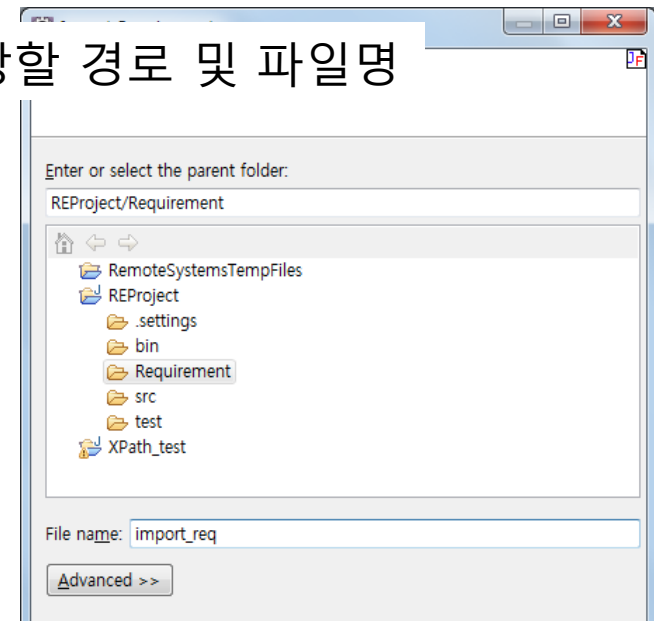 할 경로 및 파일명
Enter or select the parent folder:
REProject/Requirement
RemoteSystemsTempFiles
REProject
.settings
bin
Requirement
src
test
XPath_test
File name: import_req
Advanced >>